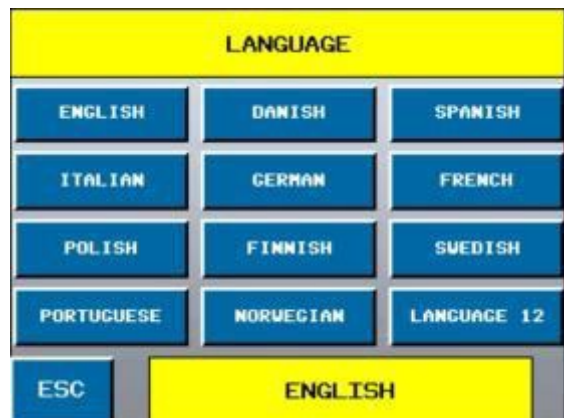 LANGUAGE
ENGLISH DANISH SPANISH
ITALIAN GERMAN FRENCH
POLISH FINNISH SWEDISH
PORTUGUESE NORWEGIAN LANGUAGE 12
ESC ENGLISH